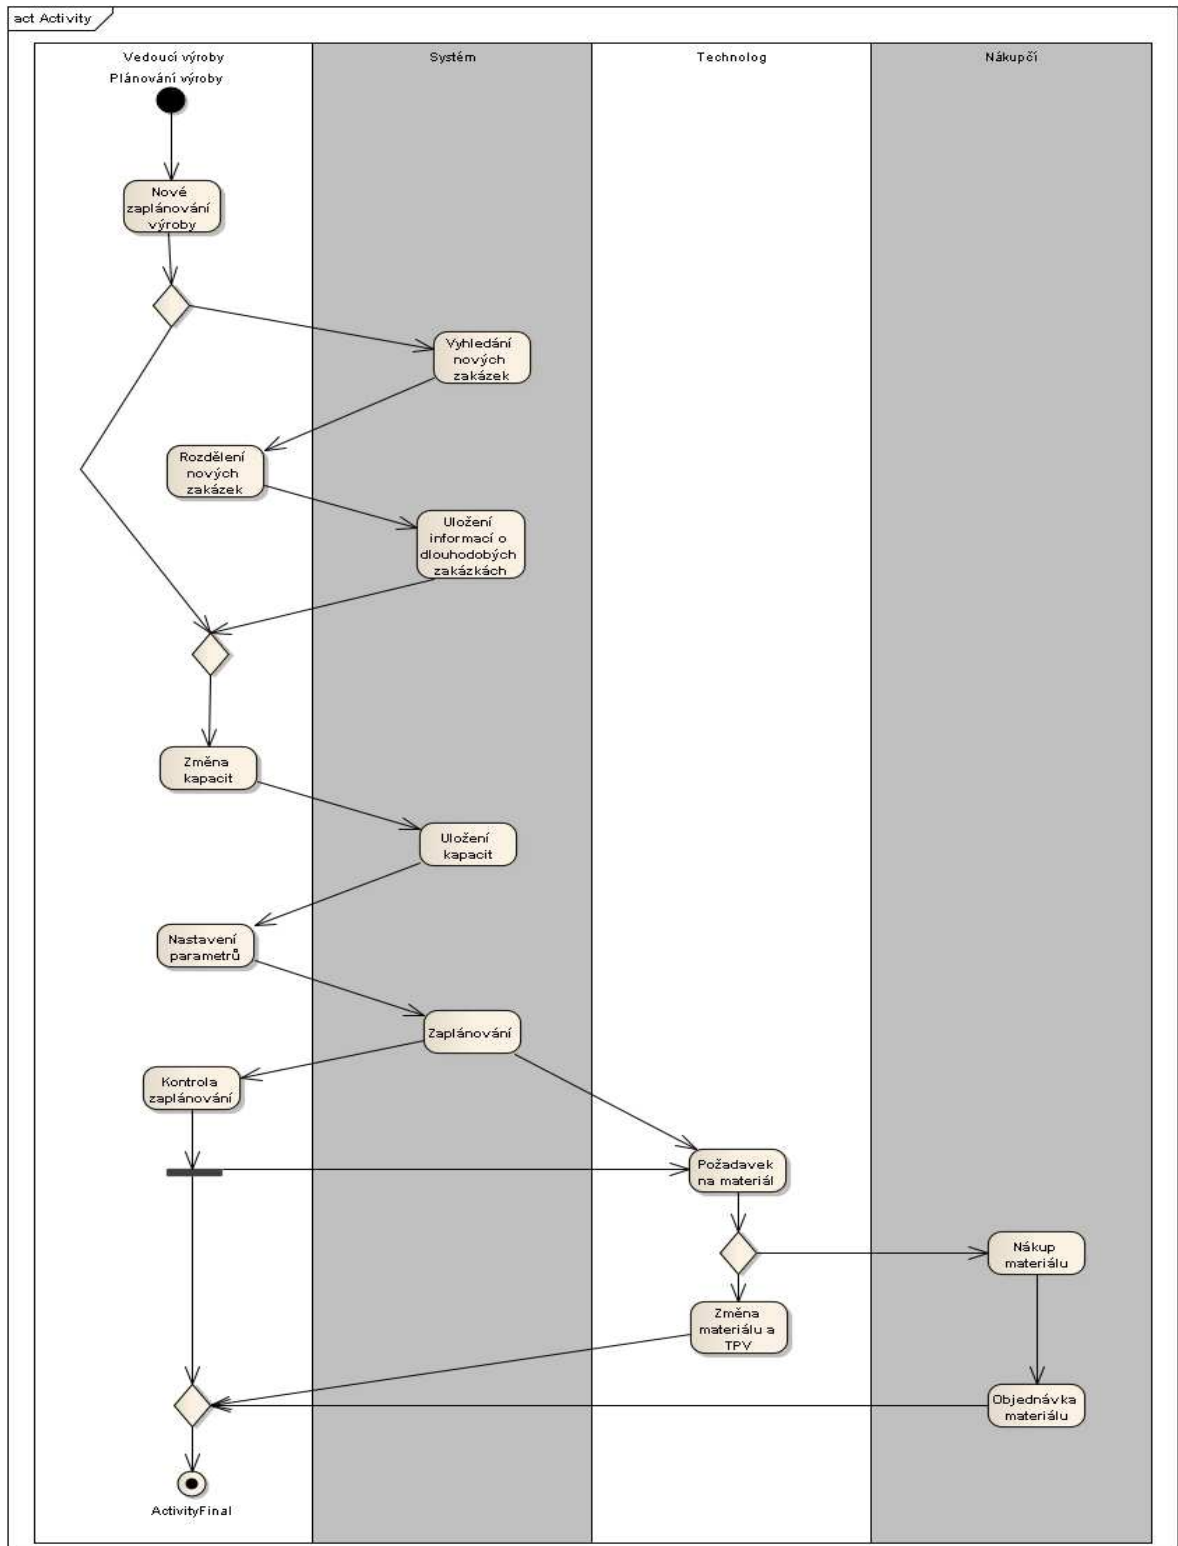 act Activity
Vedoucí výroby
Systém
Technolog
Nákupčí
Plánování výroby
Nové
zaplánování
výroby
Vyhledání
nových
zakázek
Rozdělení
nových
zakázek
Uložení
informací o
dlouhodobých
zakázkách
Změna
kapacit
Uložení
kapacit
Nastavení
parametrů
Zaplánování
Kontrola
zaplánování
Požadavek
na materiál
Nákup
materiálu
Změna
materiálu a
TPV
Objednávka
materiálu
ActivityFinal